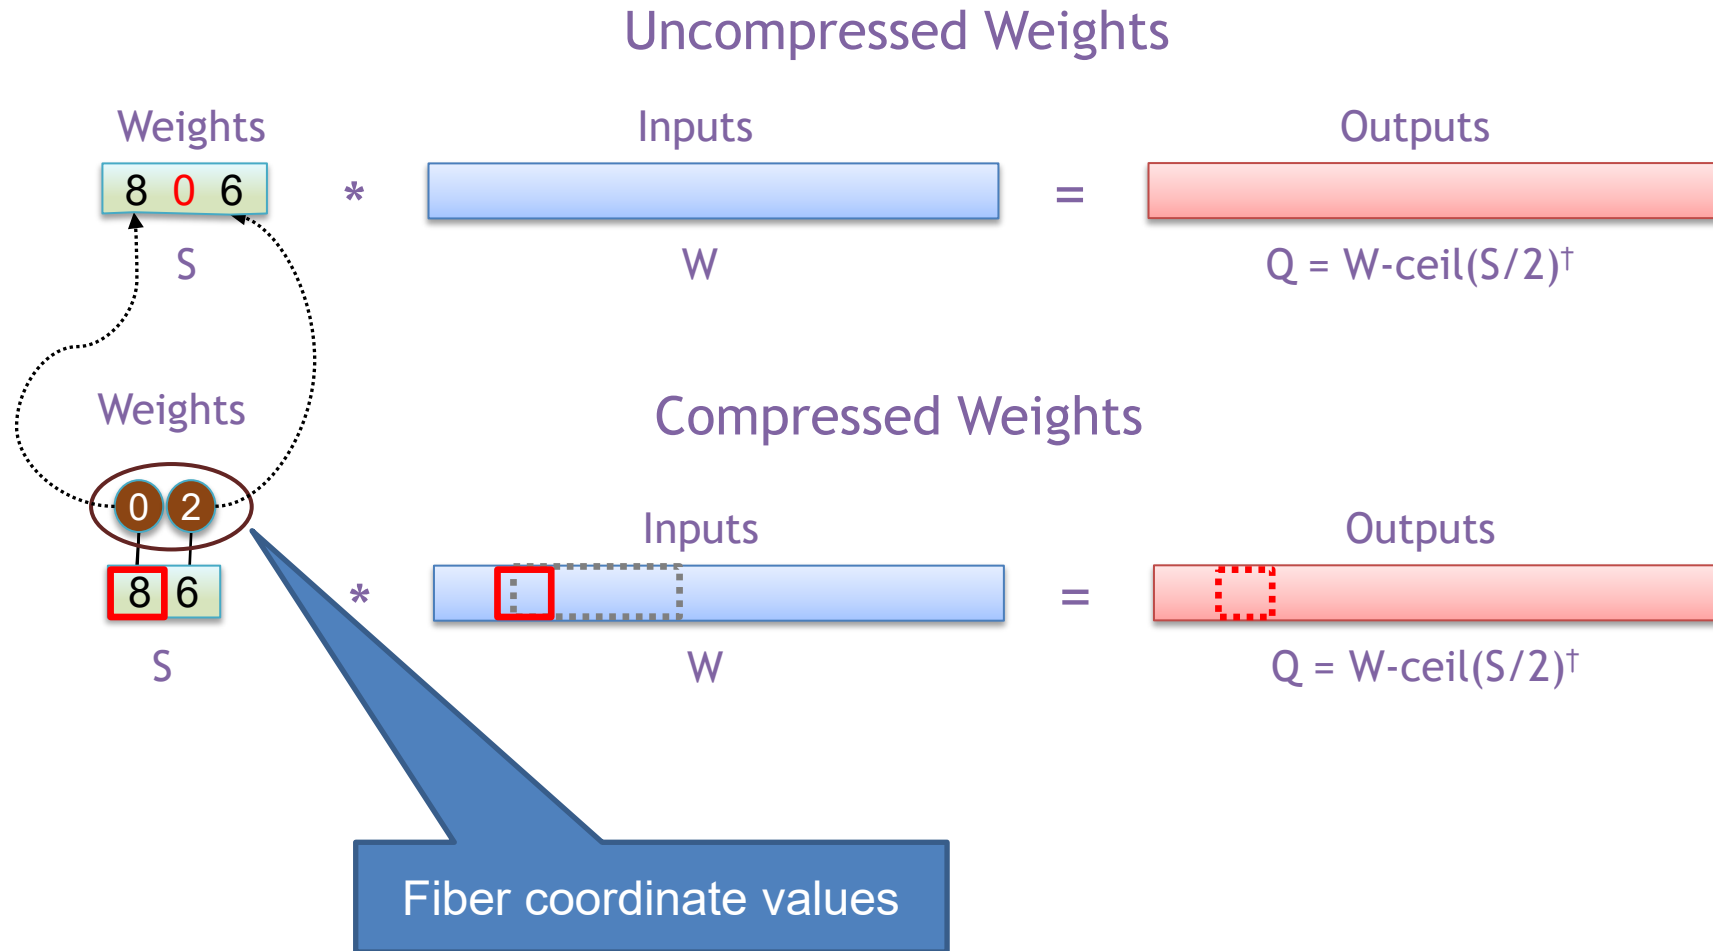 Uncompressed Weights
Weights
Inputs
Outputs
8 0 6
*
=
S
W
Q = W-ceil(S/2)†
Weights
Compressed Weights
0 2
Inputs
Outputs
8 6
*
=
S
W
Q = W-ceil(S/2)†
Fiber coordinate values